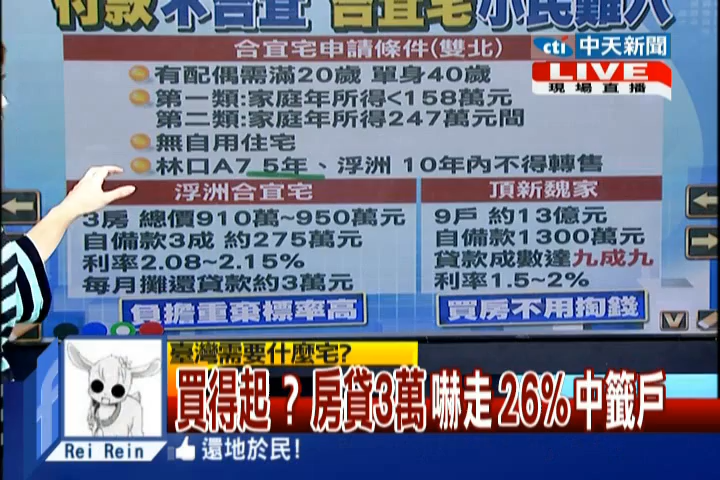 付款不合宜 合宜宅小民難入
cti 中天新聞
LIVE
現場直播
合宜宅申請條件(雙北)
有配偶需滿20歲 單身40歲
第一類:家庭年所得<158萬元
第二類:家庭年所得247萬元間
無自用住宅
林口A7 5年、浮洲 10年內不得轉售
浮洲合宜宅
3房 總價910萬~950萬元
自備款3成 約275萬元
利率2.08~2.15%
每月攤還貸款約3萬元
負擔重棄標率高
頂新魏家
9戶 約13億元
自備款1300萬元
貸款成數達九成九
利率1.5~2%
買房不用掏錢
臺灣需要什麼宅?
買得起?房貸3萬 嚇走26%中籤戶
Rei Rein
還地於民!